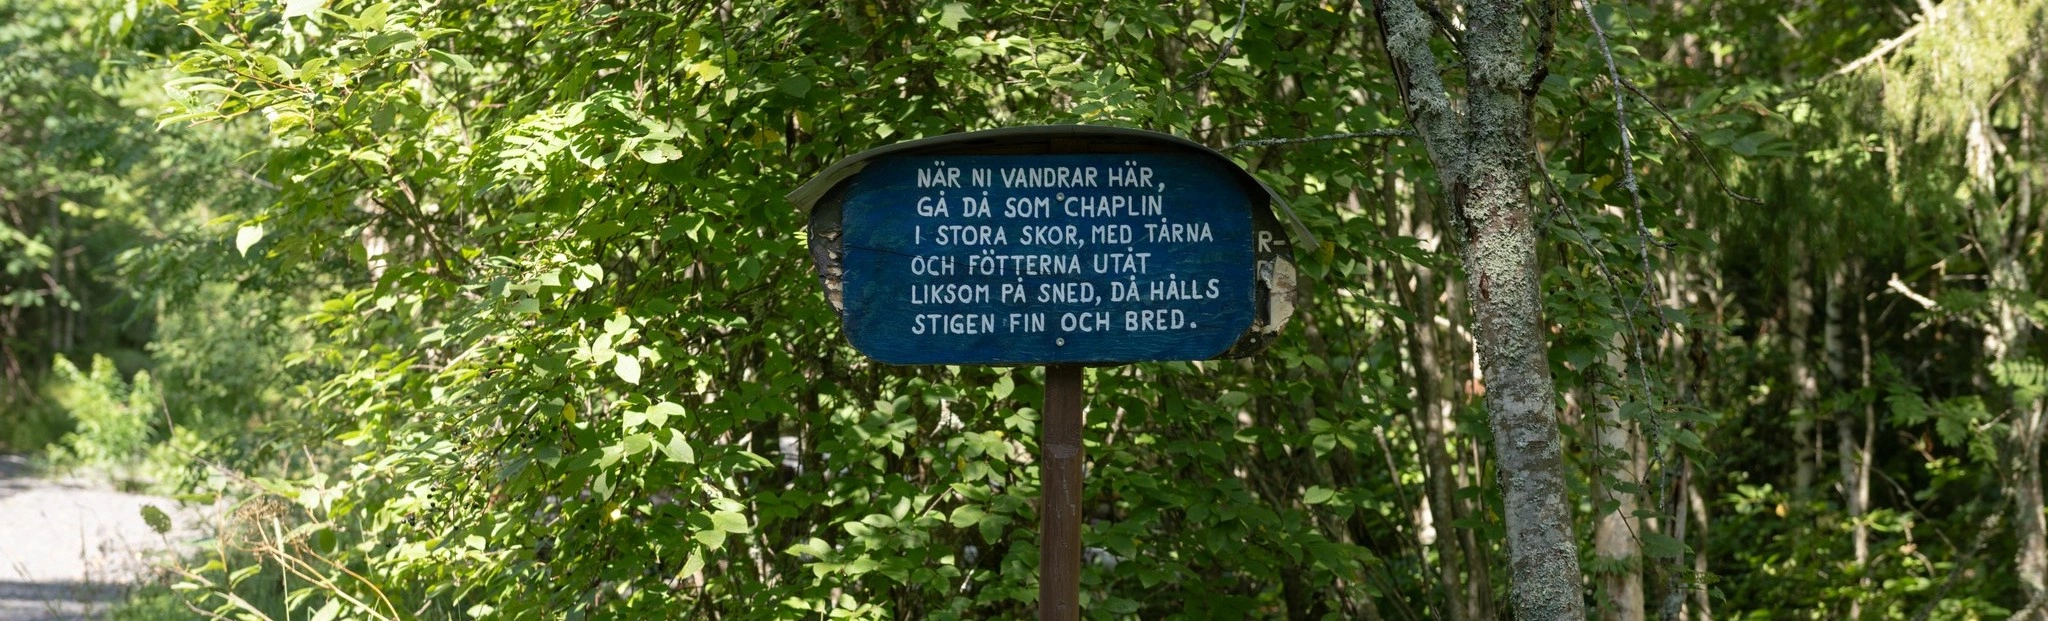 NÄR NI VANDRAR HÄR,
GÅ DÅ SOM CHAPLIN
I STORA SKOR, MED TÅRNA
OCH FÖTTERNA UTÅT
LIKSOM PÅ SNED, DÅ HÅLLS
STIGEN FIN OCH BRED.
R-